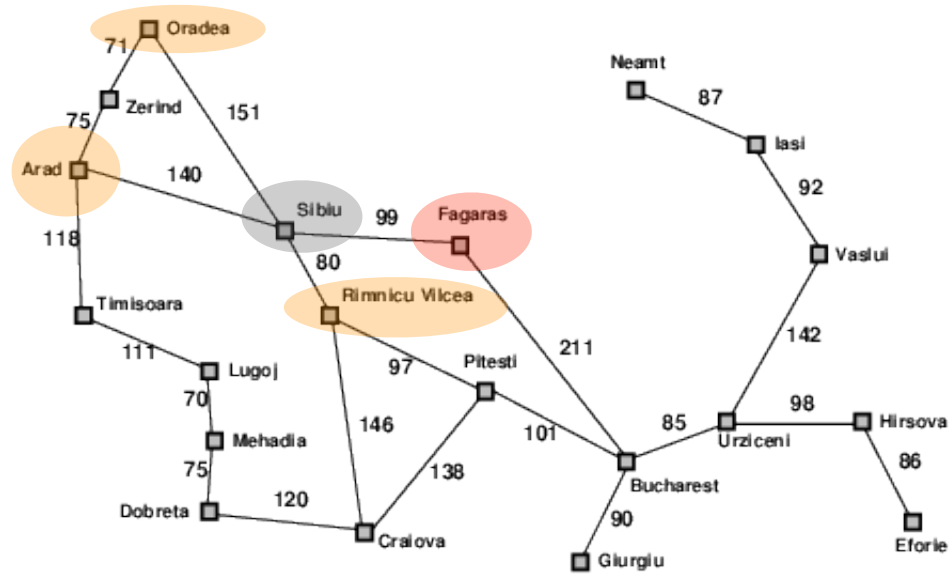 Oradea
71
Neamt
87
Zerind
151
75
Iasi
Arad
140
92
Sibiu
99
Fagaras
118
80
Vaslui
Timisoara
Rimnicu Vilcea
142
111
211
Lugoj
97
Pitesti
70
98
Hirsova
146
101
85
Urziceni
Mehadia
86
75
138
Bucharest
Dobreta
120
90
Craiova
Eforie
Giurgiu